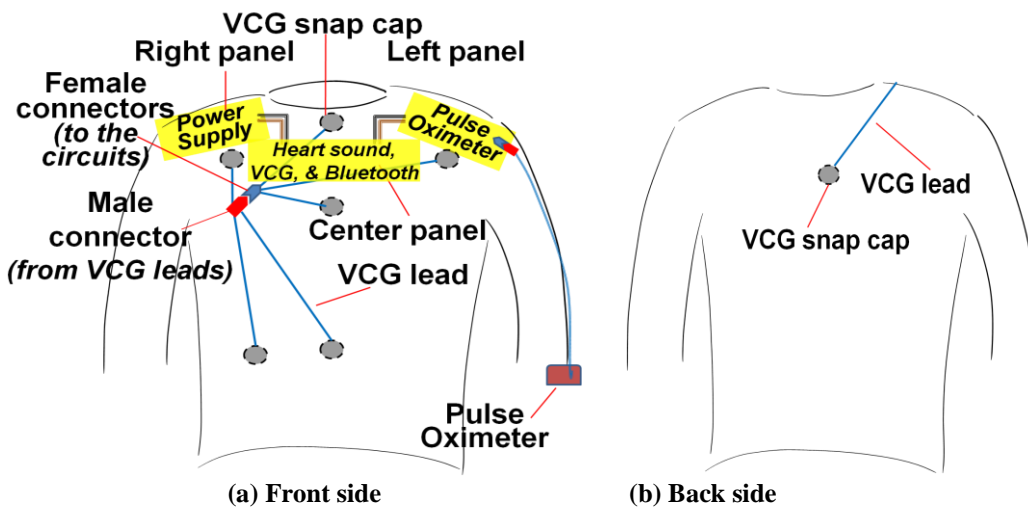 VCG snap cap
Right panel
Left panel
Female
connectors
(to the
circuits)
Power
Supply
Pulse
Oximeter
Heart sound,
VCG, & Bluetooth
Male
connector
(from VCG leads)
Center panel
VCG lead
Pulse
Oximeter
(a) Front side
VCG lead
VCG snap cap
(b) Back side